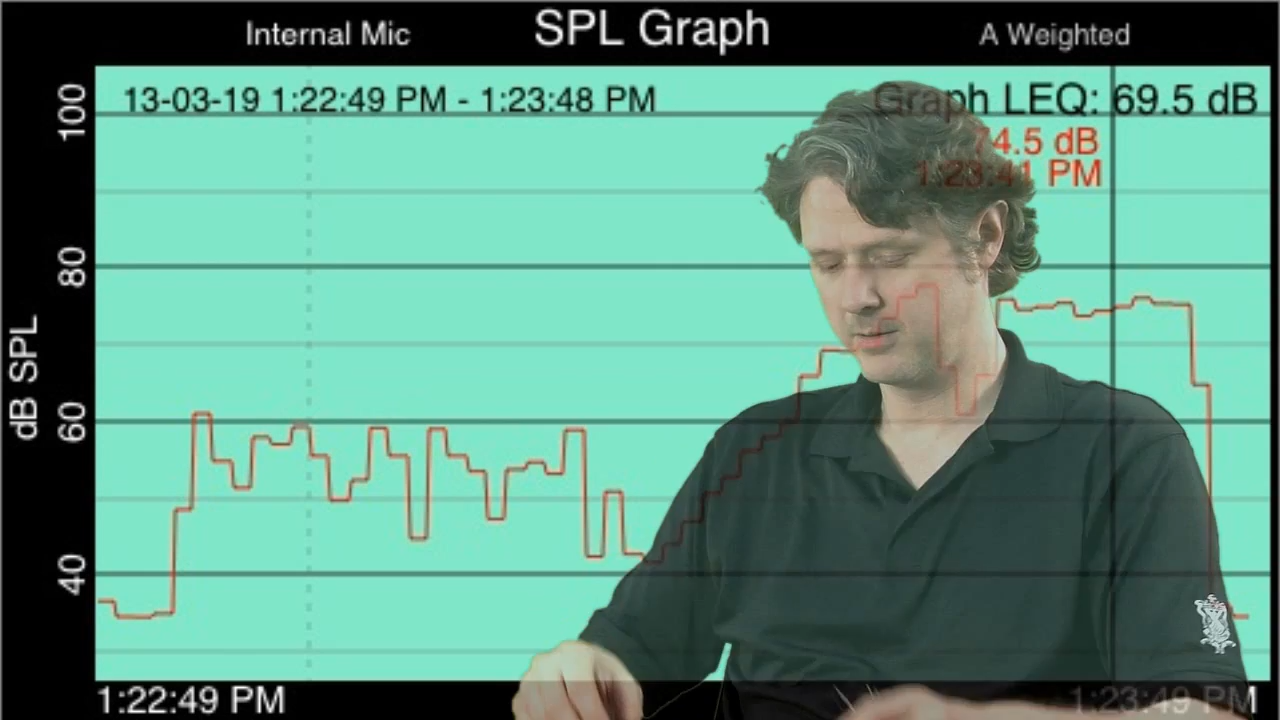 Internal Mic SPL Graph A Weighted
13-03-19 1:22:49 PM - 1:23:48 PM Graph LEQ: 69.5 dB
74.5 dB
1:23:41 PM
100
80
60
40
dB SPL
1:22:49 PM 1:23:49 PM